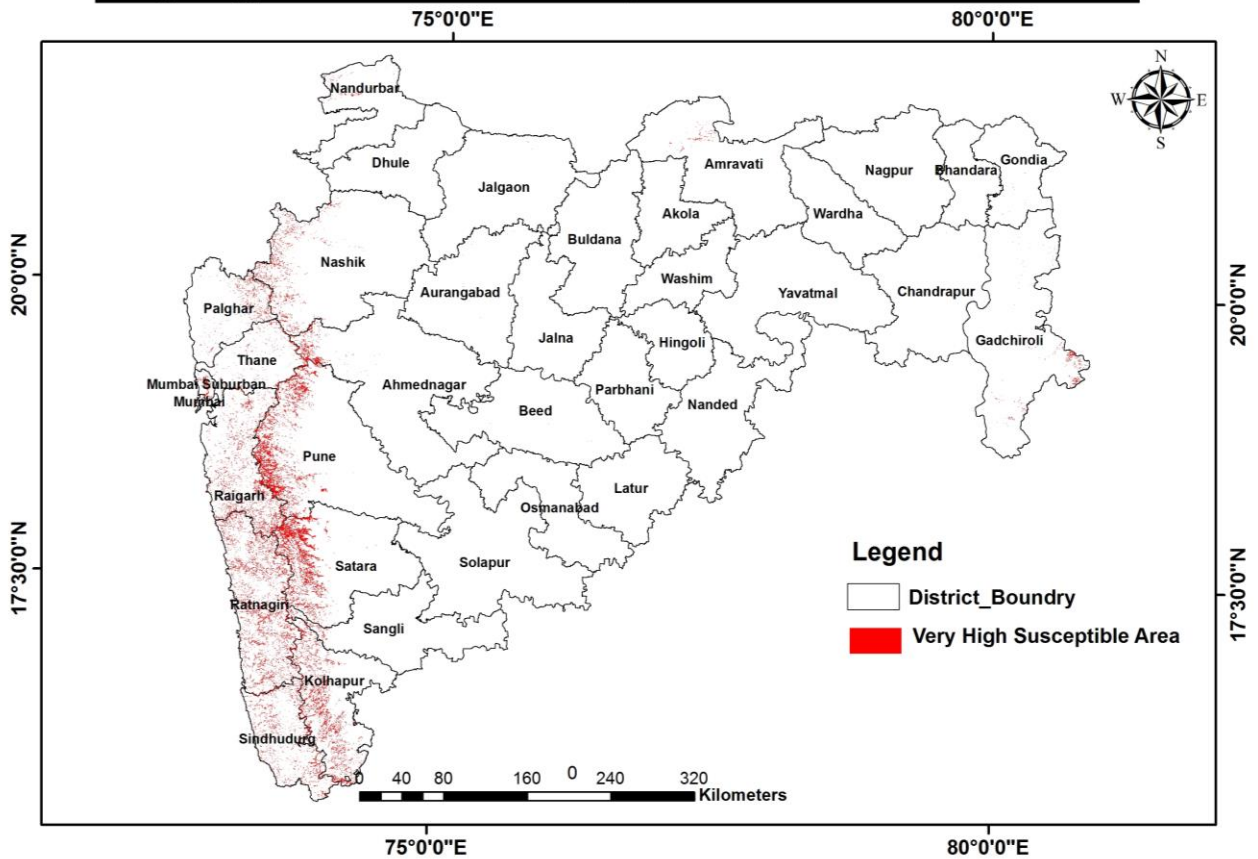 75°0'0"E
80°0'0"E
N
W
E
S
Nandurbar
Dhule
Jalgaon
Amravati
Nagpur
Bhandara
Gondia
Akola
Wardha
Buldana
Nashik
20°0'0"N
20°0'0"N
Washim
Aurangabad
Yavatmal
Chandrapur
Palghar
Jalna
Hingoli
Gadchiroli
Thane
Mumbai Suburban
Mumbai
Ahmednagar
Parbhani
Beed
Nanded
Pune
Raigarh
Latur
Osmanabad
Satara
Solapur
17°30'0"N
17°30'0"N
Ratnagiri
Sangli
Kolhapur
Sindhudurg
Legend
District_Boundry
Very High Susceptible Area
0 40 80 160 0 240 320
Kilometers
75°0'0"E
80°0'0"E